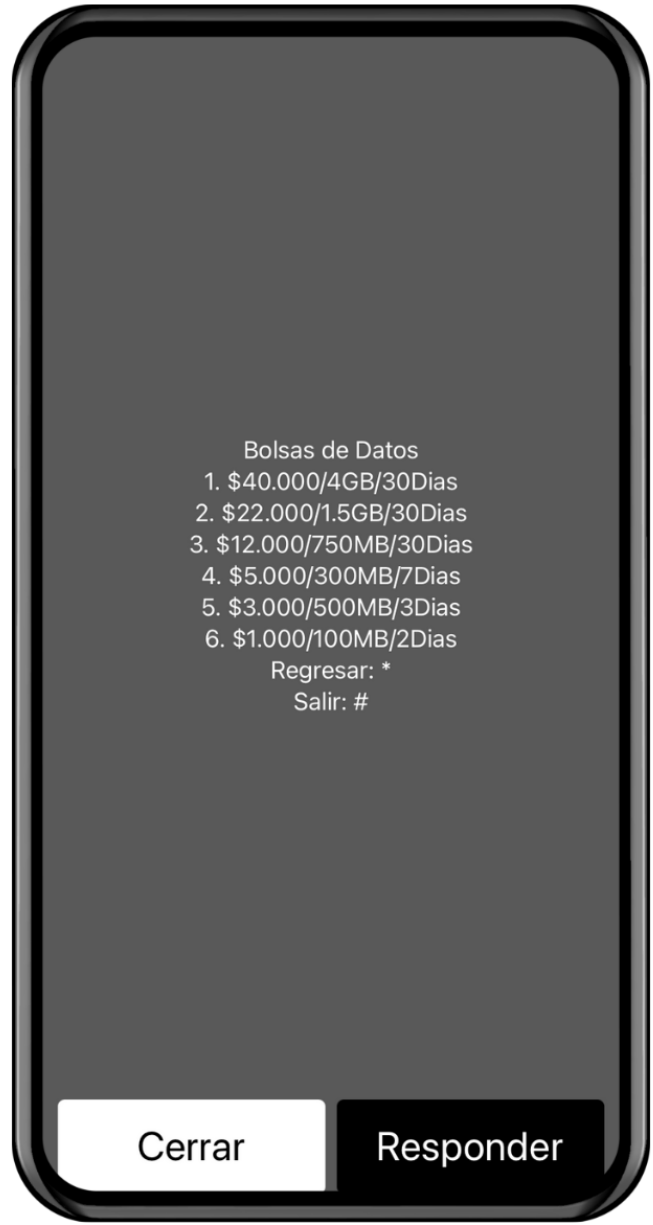 Bolsas de Datos
1. $40.000/4GB/30Dias
2. $22.000/1.5GB/30Dias
3. $12.000/750MB/30Dias
4. $5.000/300MB/7Dias
5. $3.000/500MB/3Dias
6. $1.000/100MB/2Dias
Regresar: *
Salir: #
Cerrar
Responder